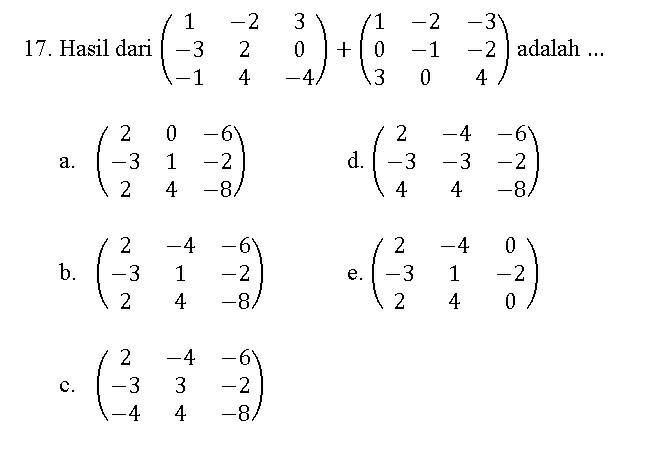 17. Hasil dari (1 −2 3; −3 2 0; −1 4 −4) + (1 −2 −3; 0 −1 −2; 3 0 4) adalah ...
a. (2 0 −6; −3 1 −2; 2 4 −8)
b. (2 −4 −6; −3 1 −2; 2 4 −8)
c. (2 −4 −6; −3 3 −2; −4 4 −8)
d. (2 −4 −6; −3 −3 −2; 4 4 −8)
e. (2 −4 0; −3 1 −2; 2 4 0)